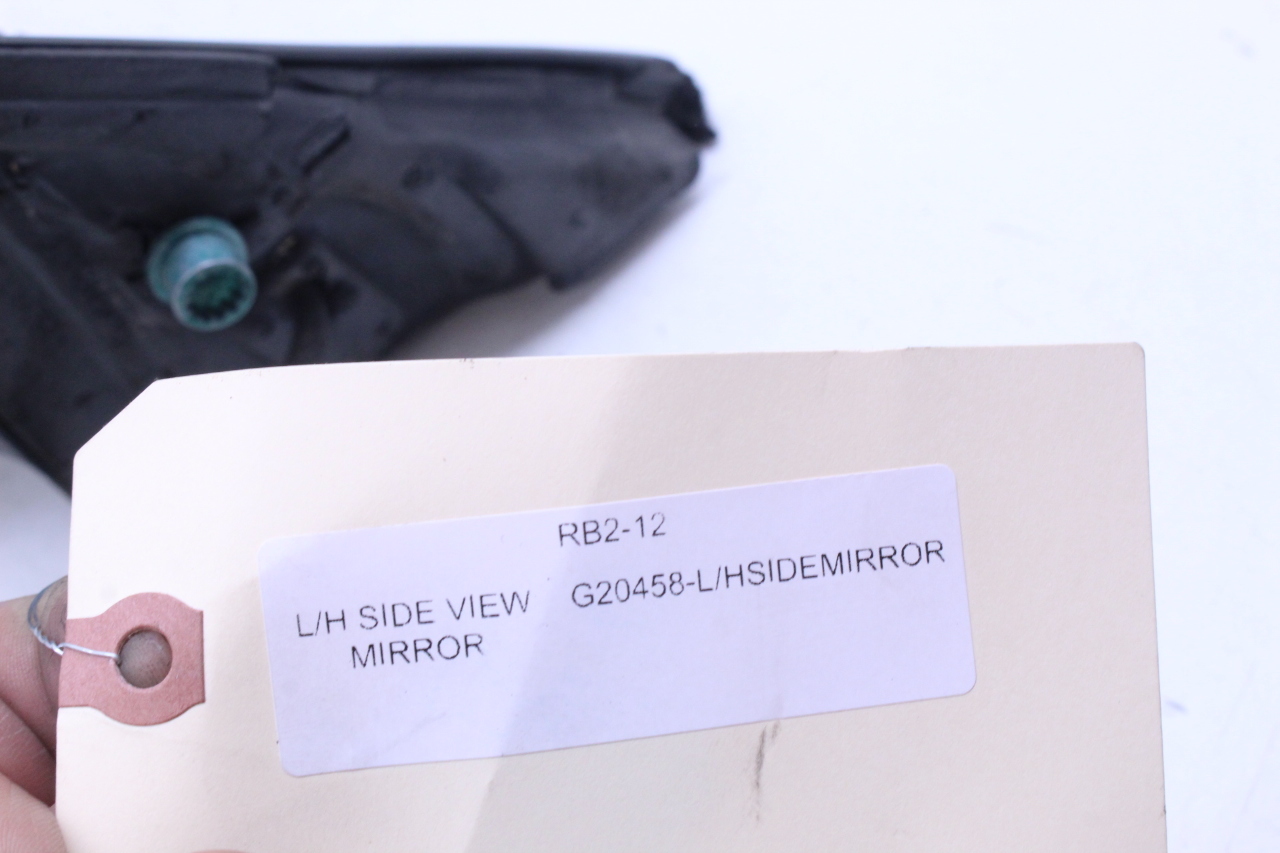 RB2-12
L/H SIDE VIEW MIRROR
G20458-L/HSIDEMIRROR